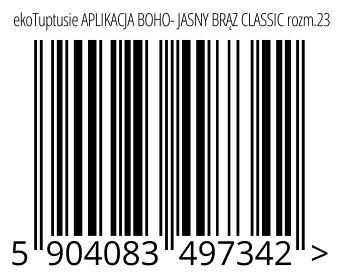 ekoTuptusie APLIKACJA BOHO- JASNY BRĄZ CLASSIC rozm.23
5 904083 497342 >